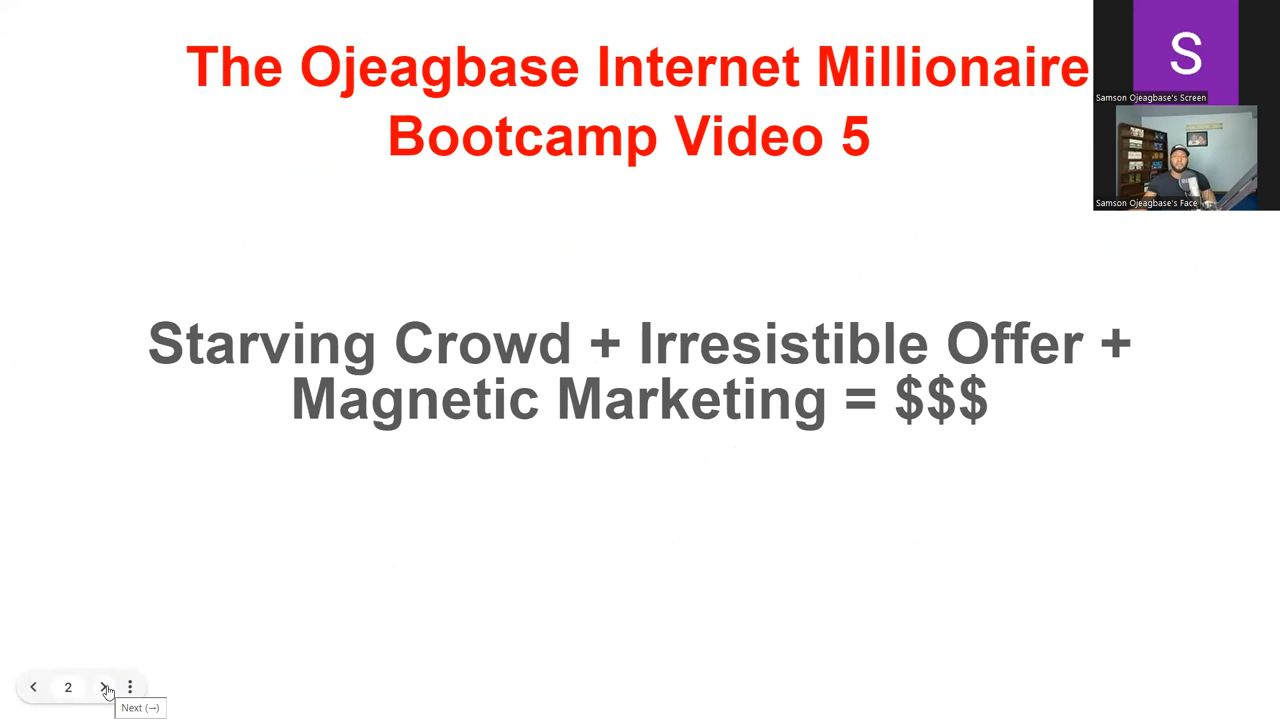 The Ojeagbase Internet Millionaire
Bootcamp Video 5
S
Samson Ojeagbase's Screen
Samson Ojeagbase's Face
Starving Crowd + Irresistible Offer +
Magnetic Marketing = $$$
2
Next (→)